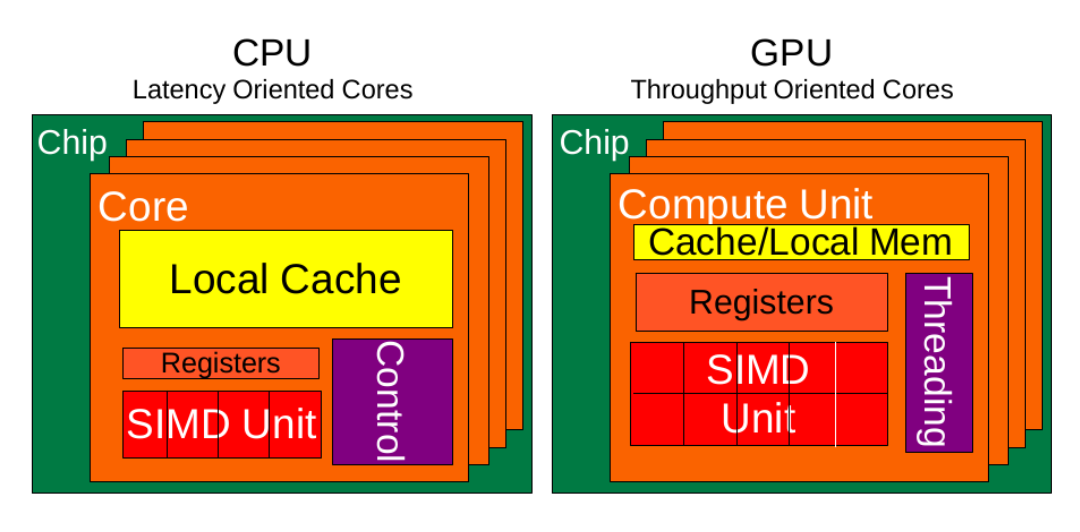 CPU
Latency Oriented Cores
Chip
Core
Local Cache
Registers
SIMD Unit
Control
GPU
Throughput Oriented Cores
Chip
Compute Unit
Cache/Local Mem
Registers
SIMD
Unit
Threading